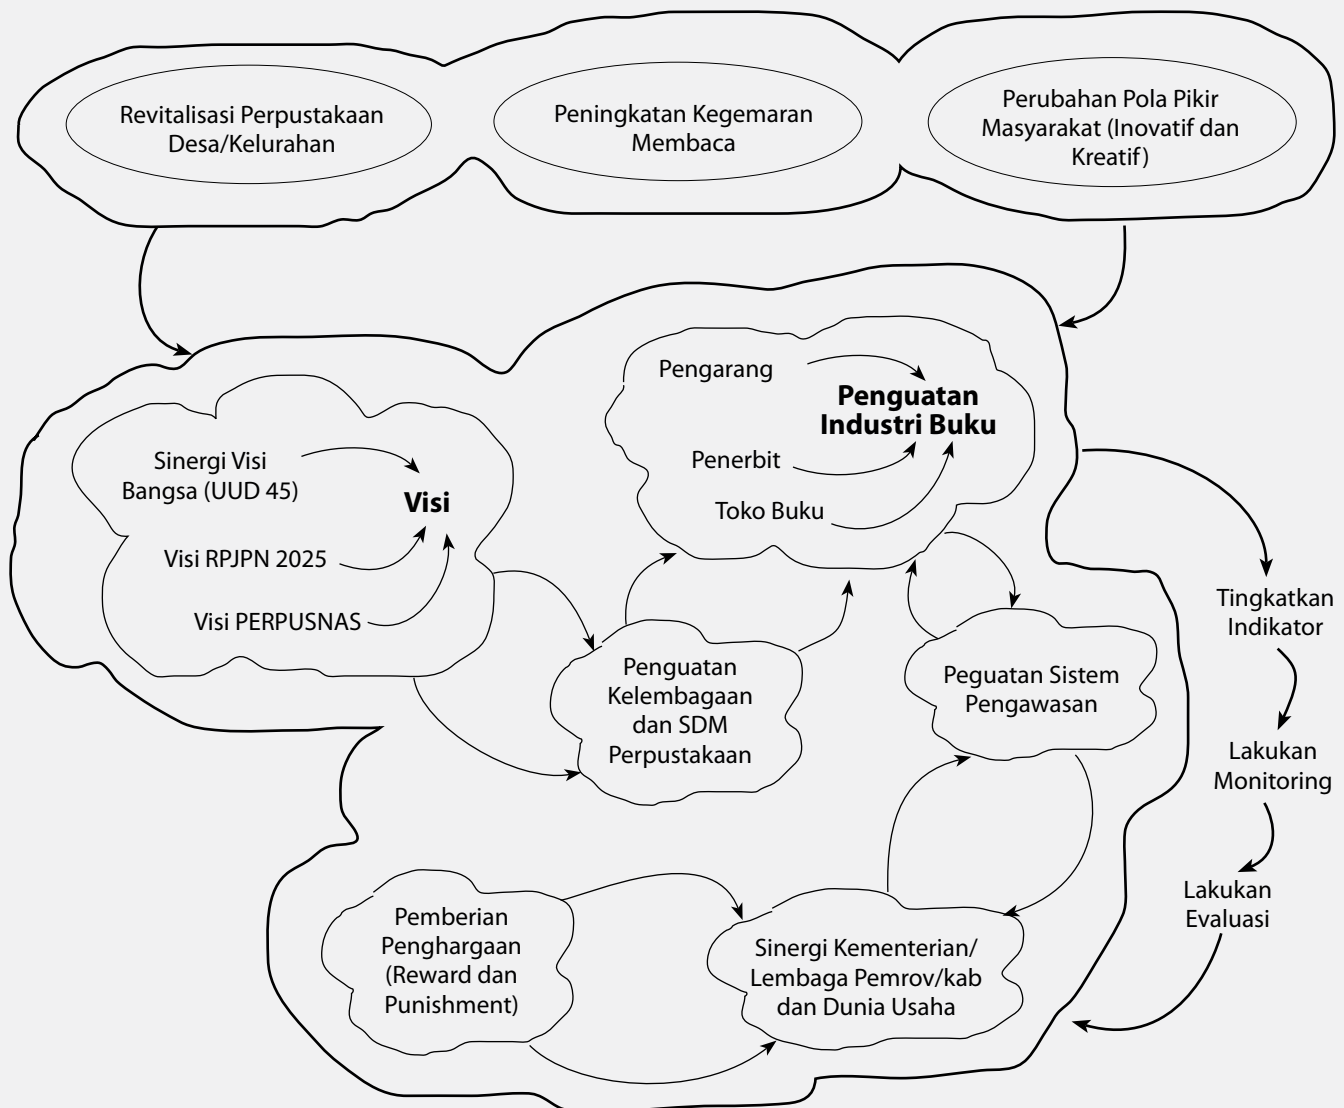 Revitalisasi Perpustakaan
Desa/Kelurahan
Peningkatan Kegemaran
Membaca
Perubahan Pola Pikir
Masyarakat (Inovatif dan
Kreatif)
Pengarang
Penguatan
Industri Buku
Penerbit
Toko Buku
Sinergi Visi
Bangsa (UUD 45)
Visi
Visi RPJPN 2025
Visi PERPUSNAS
Penguatan
Kelembagaan
dan SDM
Perpustakaan
Peguatan Sistem
Pengawasan
Tingkatkan
Indikator
Lakukan
Monitoring
Lakukan
Evaluasi
Pemberian
Penghargaan
(Reward dan
Punishment)
Sinergi Kementerian/
Lembaga Pemrov/kab
dan Dunia Usaha